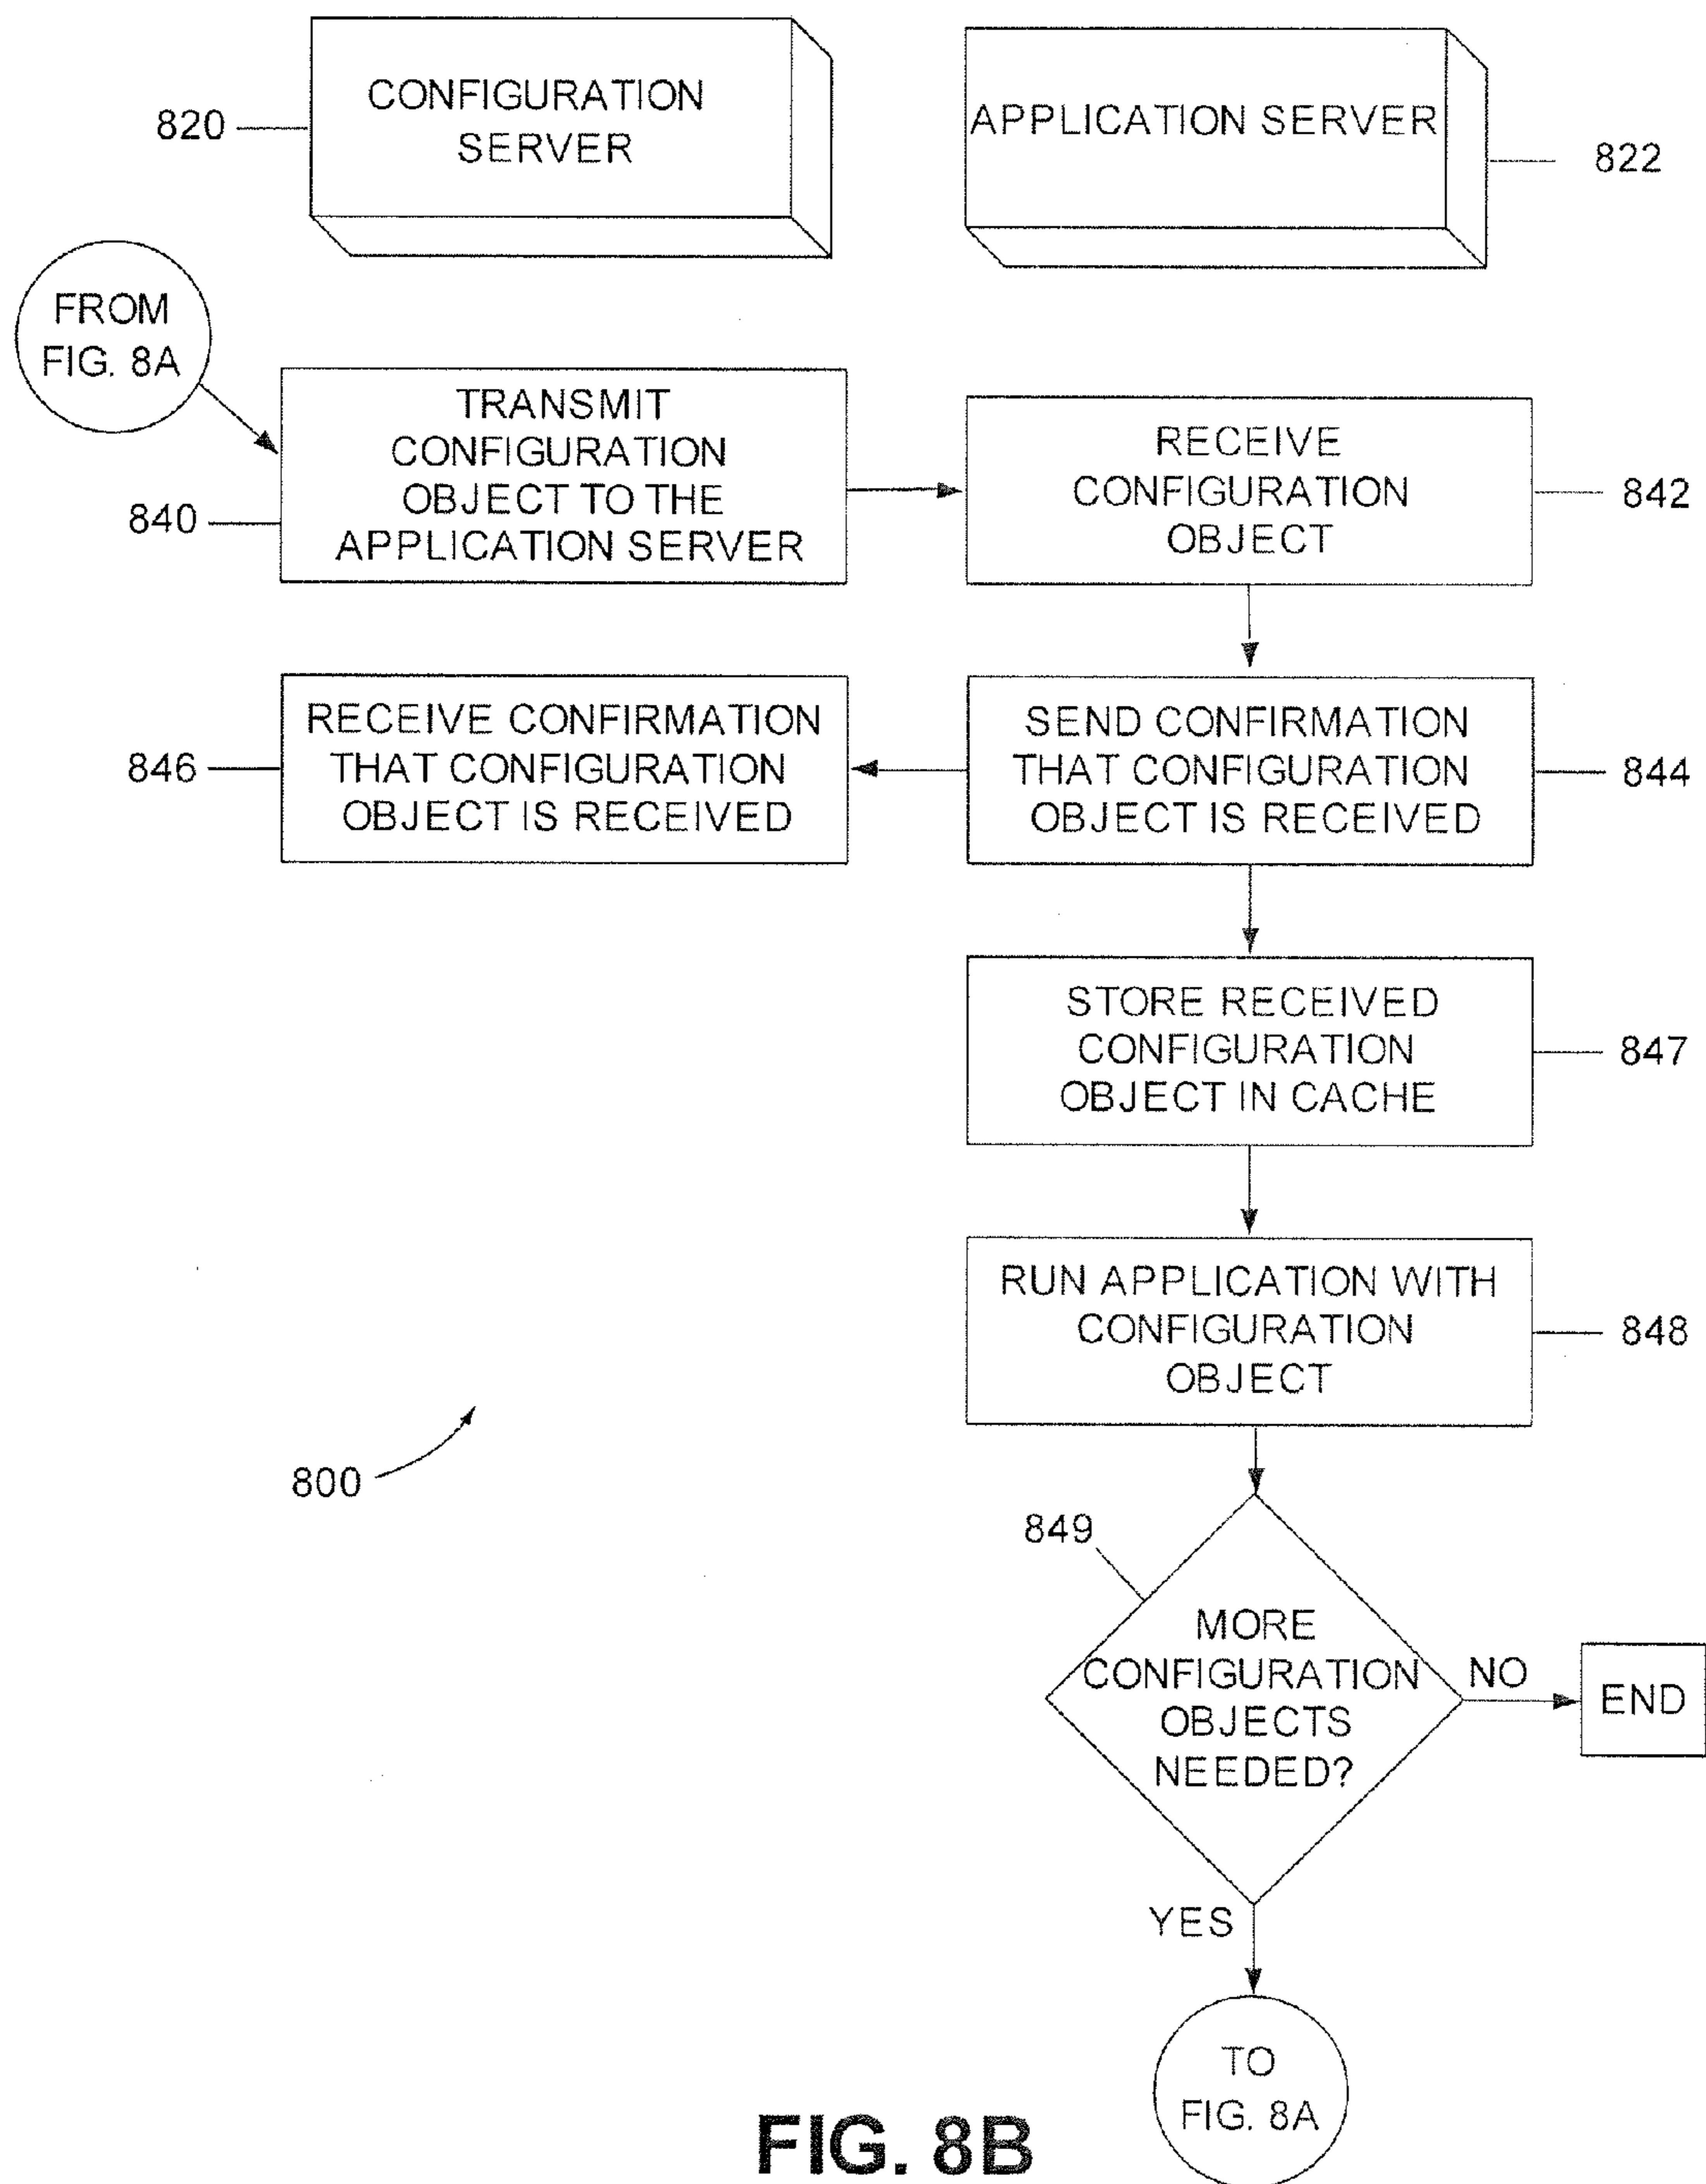 CONFIGURATION
SERVER
820
APPLICATION SERVER
822
FROM
FIG. 8A
TRANSMIT
CONFIGURATION
OBJECT TO THE
APPLICATION SERVER
840
RECEIVE
CONFIGURATION
OBJECT
842
RECEIVE CONFIRMATION
THAT CONFIGURATION
OBJECT IS RECEIVED
846
SEND CONFIRMATION
THAT CONFIGURATION
OBJECT IS RECEIVED
844
STORE RECEIVED
CONFIGURATION
OBJECT IN CACHE
847
RUN APPLICATION WITH
CONFIGURATION
OBJECT
848
800
849
MORE
CONFIGURATION
OBJECTS
NEEDED?
NO
END
YES
TO
FIG. 8A
FIG. 8B